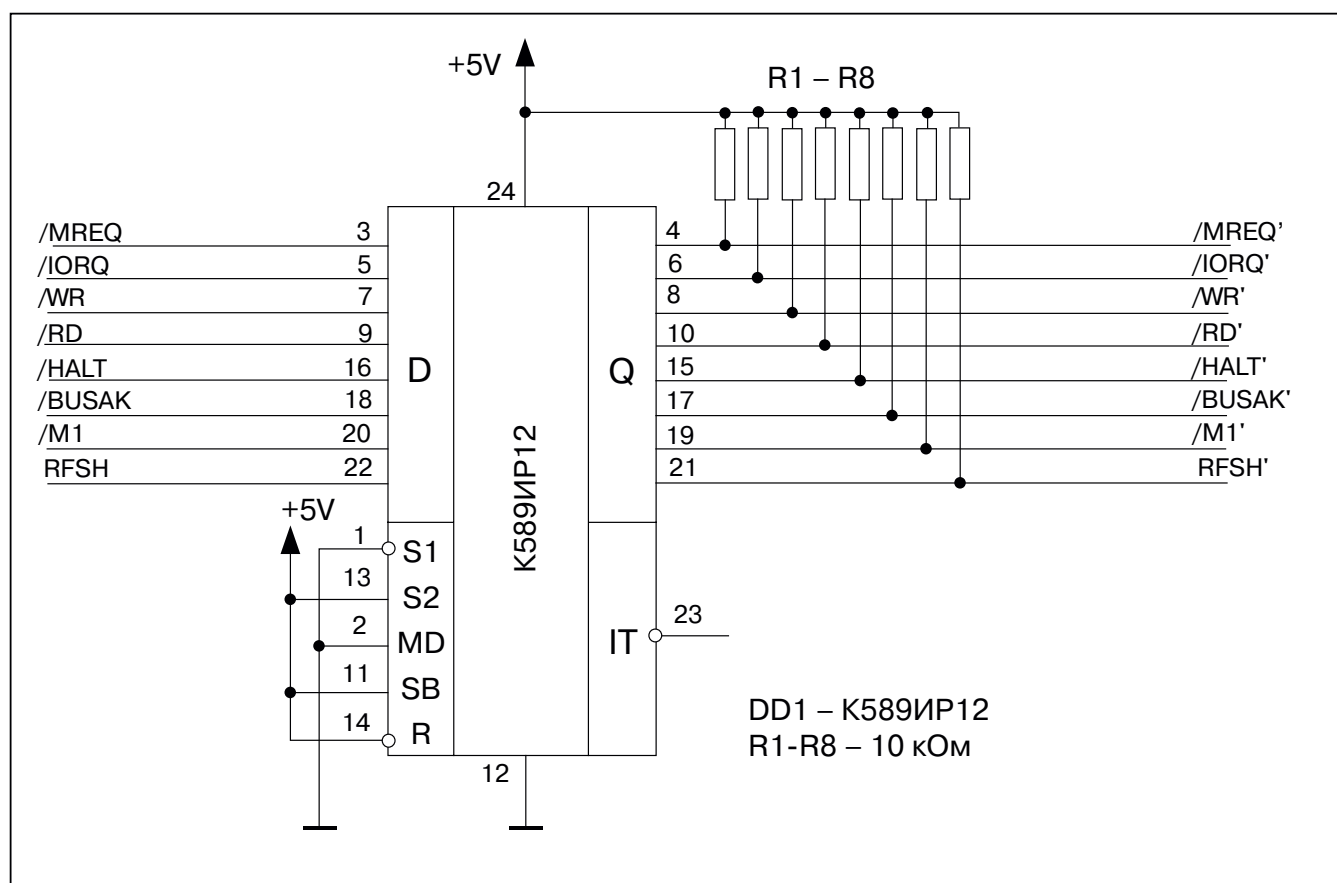 +5V
R1 – R8
24
/MREQ 3 4 /MREQ'
/IORQ 5 6 /IORQ'
/WR 7 8 /WR'
/RD 9 10 /RD'
/HALT 16 D Q 15 /HALT'
/BUSAK 18 17 /BUSAK'
/M1 20 19 /M1'
RFSH 22 21 RFSH'
К589ИР12
+5V
1 S1
13 S2
2 MD
11 SB
14 R
IT 23
12
DD1 – К589ИР12
R1-R8 – 10 кОм